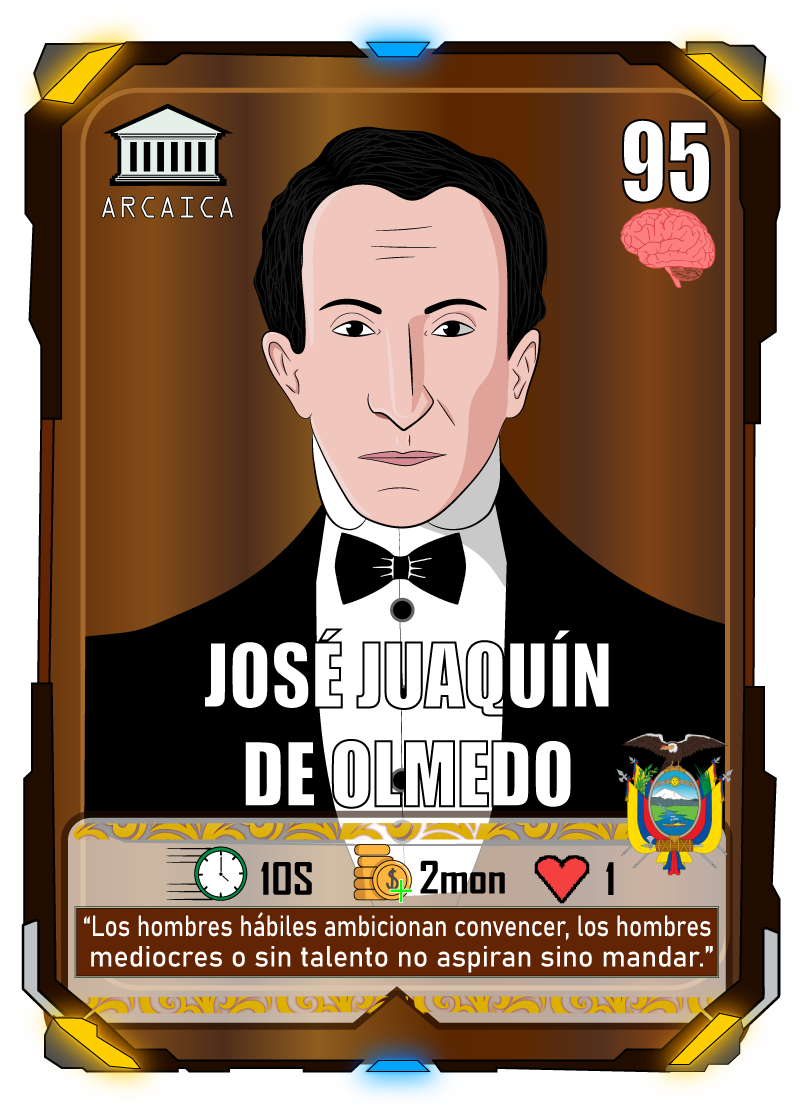 95
ARCAICA
JOSÉ JUAQUÍN
DE OLMEDO
10S $ 2mon 1
“Los hombres hábiles ambicionan convencer, los hombres
mediocres o sin talento no aspiran sino mandar.”